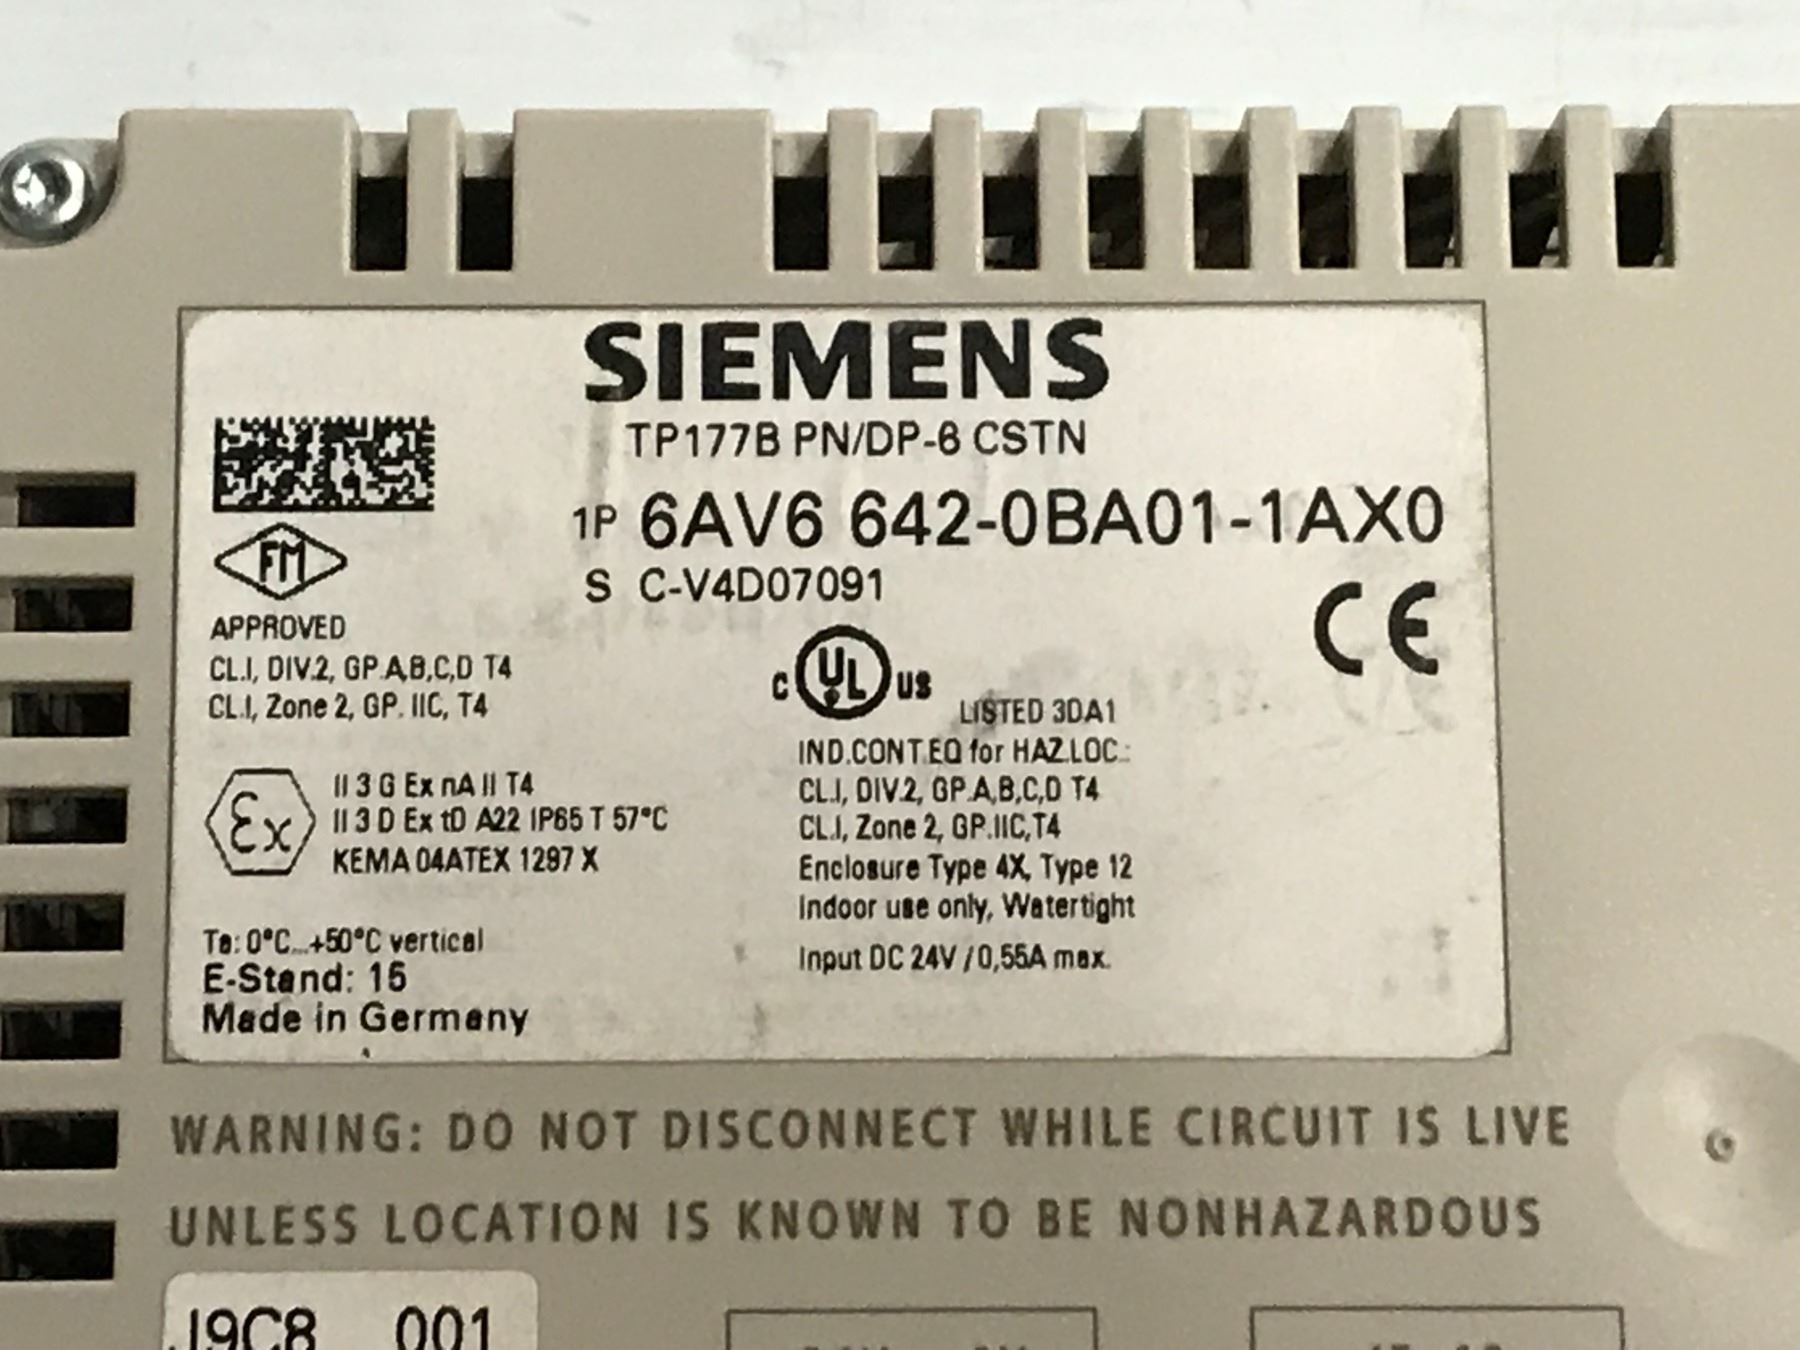 SIEMENS
TP177B PN/DP-6 CSTN
1P 6AV6 642-0BA01-1AX0
S C-V4D07091
FM
APPROVED
CL.I, DIV.2, GP.A,B,C,D T4
CL.I, Zone 2, GP. IIC, T4
Ex
II 3 G Ex nA II T4
II 3 D Ex tD A22 IP65 T 57°C
KEMA 04ATEX 1297 X
Ta: 0°C...+50°C vertical
E-Stand: 15
Made in Germany
CE
C UL US
LISTED 3DA1
IND.CONT.EQ for HAZ.LOC.:
CL.I, DIV.2, GP.A,B,C,D T4
CL.I, Zone 2, GP.IIC,T4
Enclosure Type 4X, Type 12
Indoor use only, Watertight
Input DC 24V / 0,55A max.
WARNING: DO NOT DISCONNECT WHILE CIRCUIT IS LIVE
UNLESS LOCATION IS KNOWN TO BE NONHAZARDOUS
J9C8 001